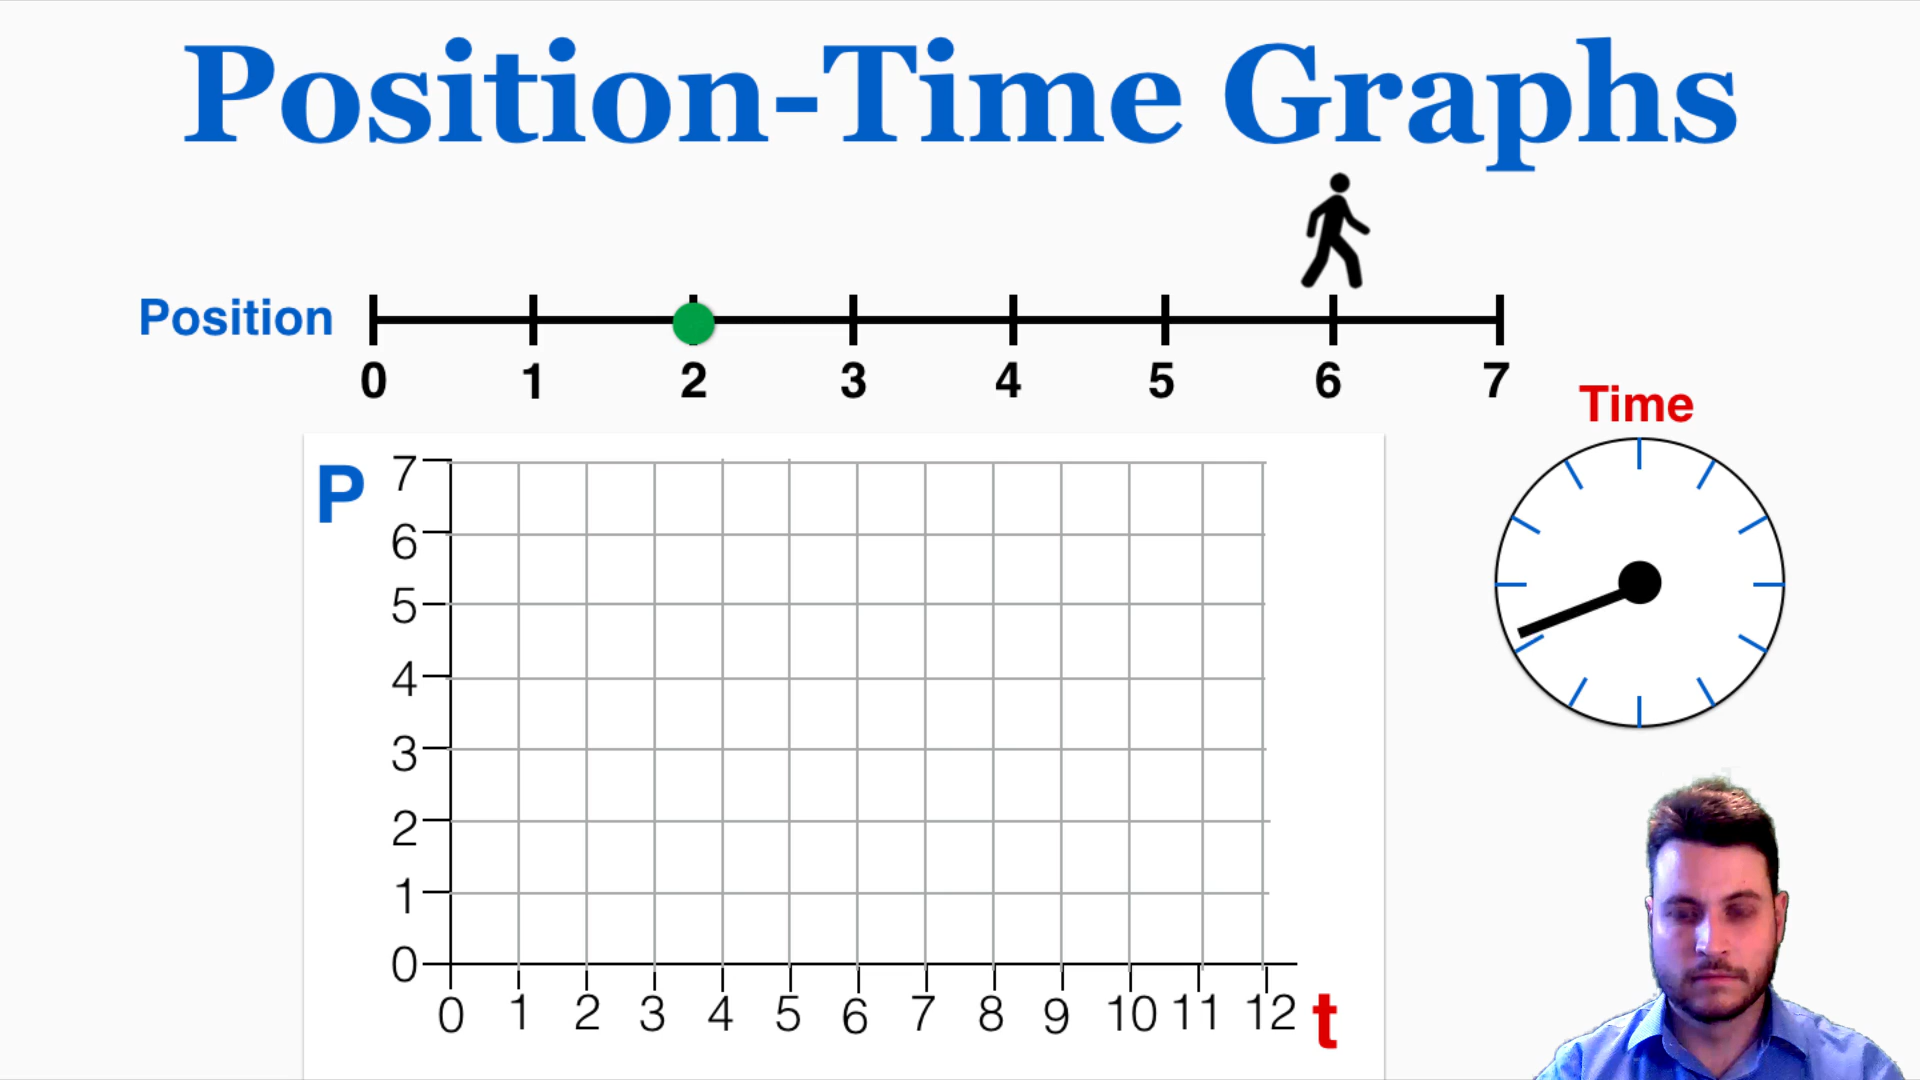 Position-Time Graphs
Position
0 1 2 3 4 5 6 7
Time
P
7
6
5
4
3
2
1
0
0 1 2 3 4 5 6 7 8 9 10 11 12 t